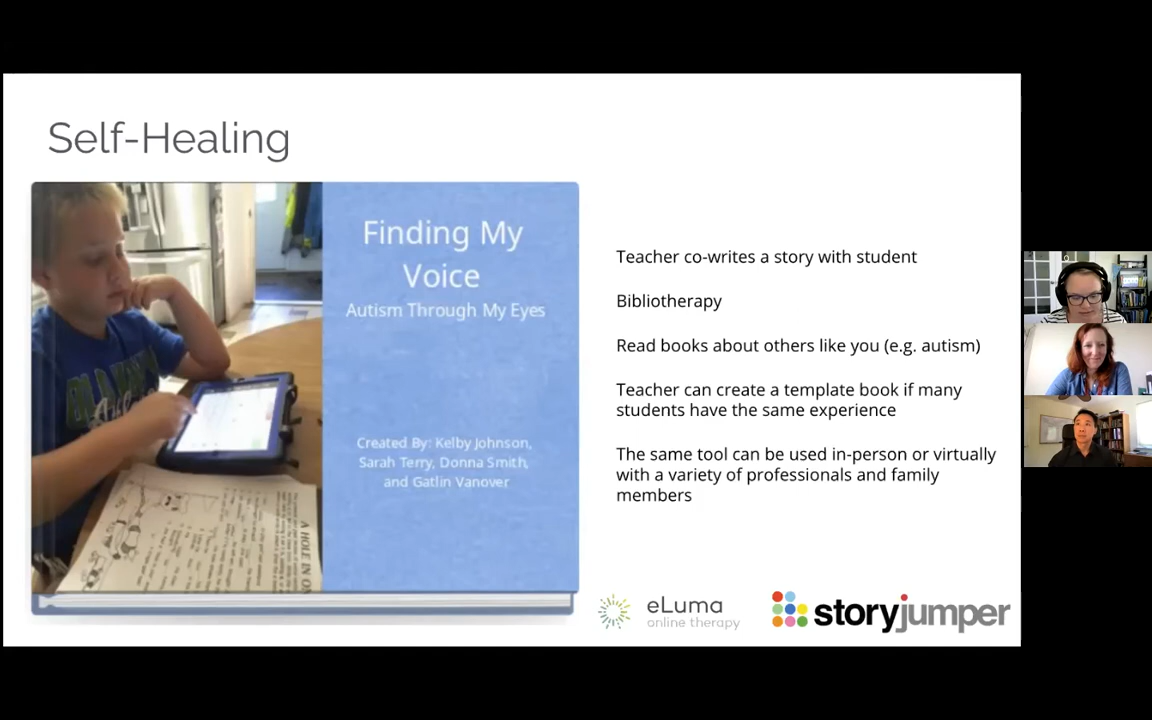 Self-Healing
Finding My
Voice
Autism Through My Eyes
Created By: Kelby Johnson,
Sarah Terry, Donna Smith,
and Gatlin Vanover
A HOLE IN ON
Teacher co-writes a story with student
Bibliotherapy
Read books about others like you (e.g. autism)
Teacher can create a template book if many
students have the same experience
The same tool can be used in-person or virtually
with a variety of professionals and family
members
eLuma
online therapy
storyjumper